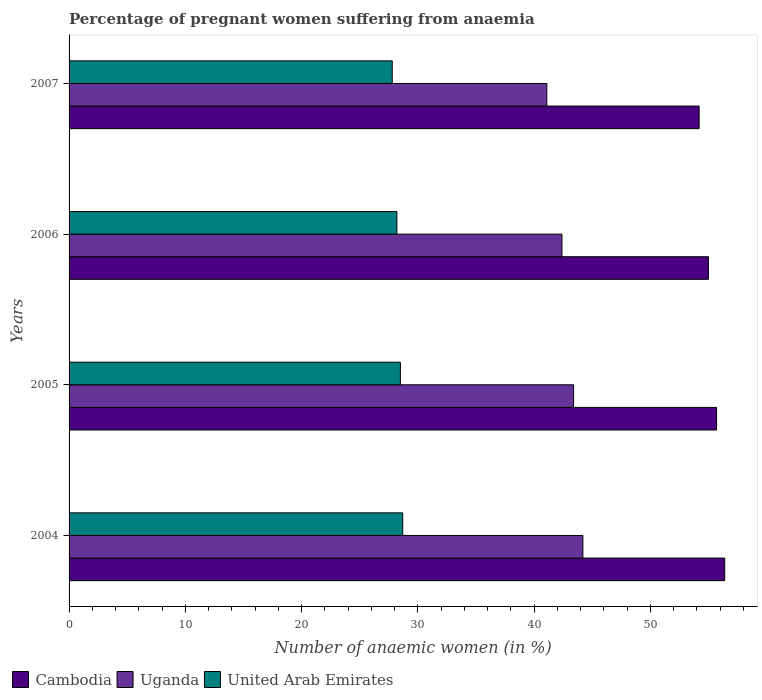 Percentage of pregnant women suffering from anaemia
Years
2007
2006
2005
2004
0
10
20
30
40
50
Number of anaemic women (in %)
Cambodia
Uganda
United Arab Emirates